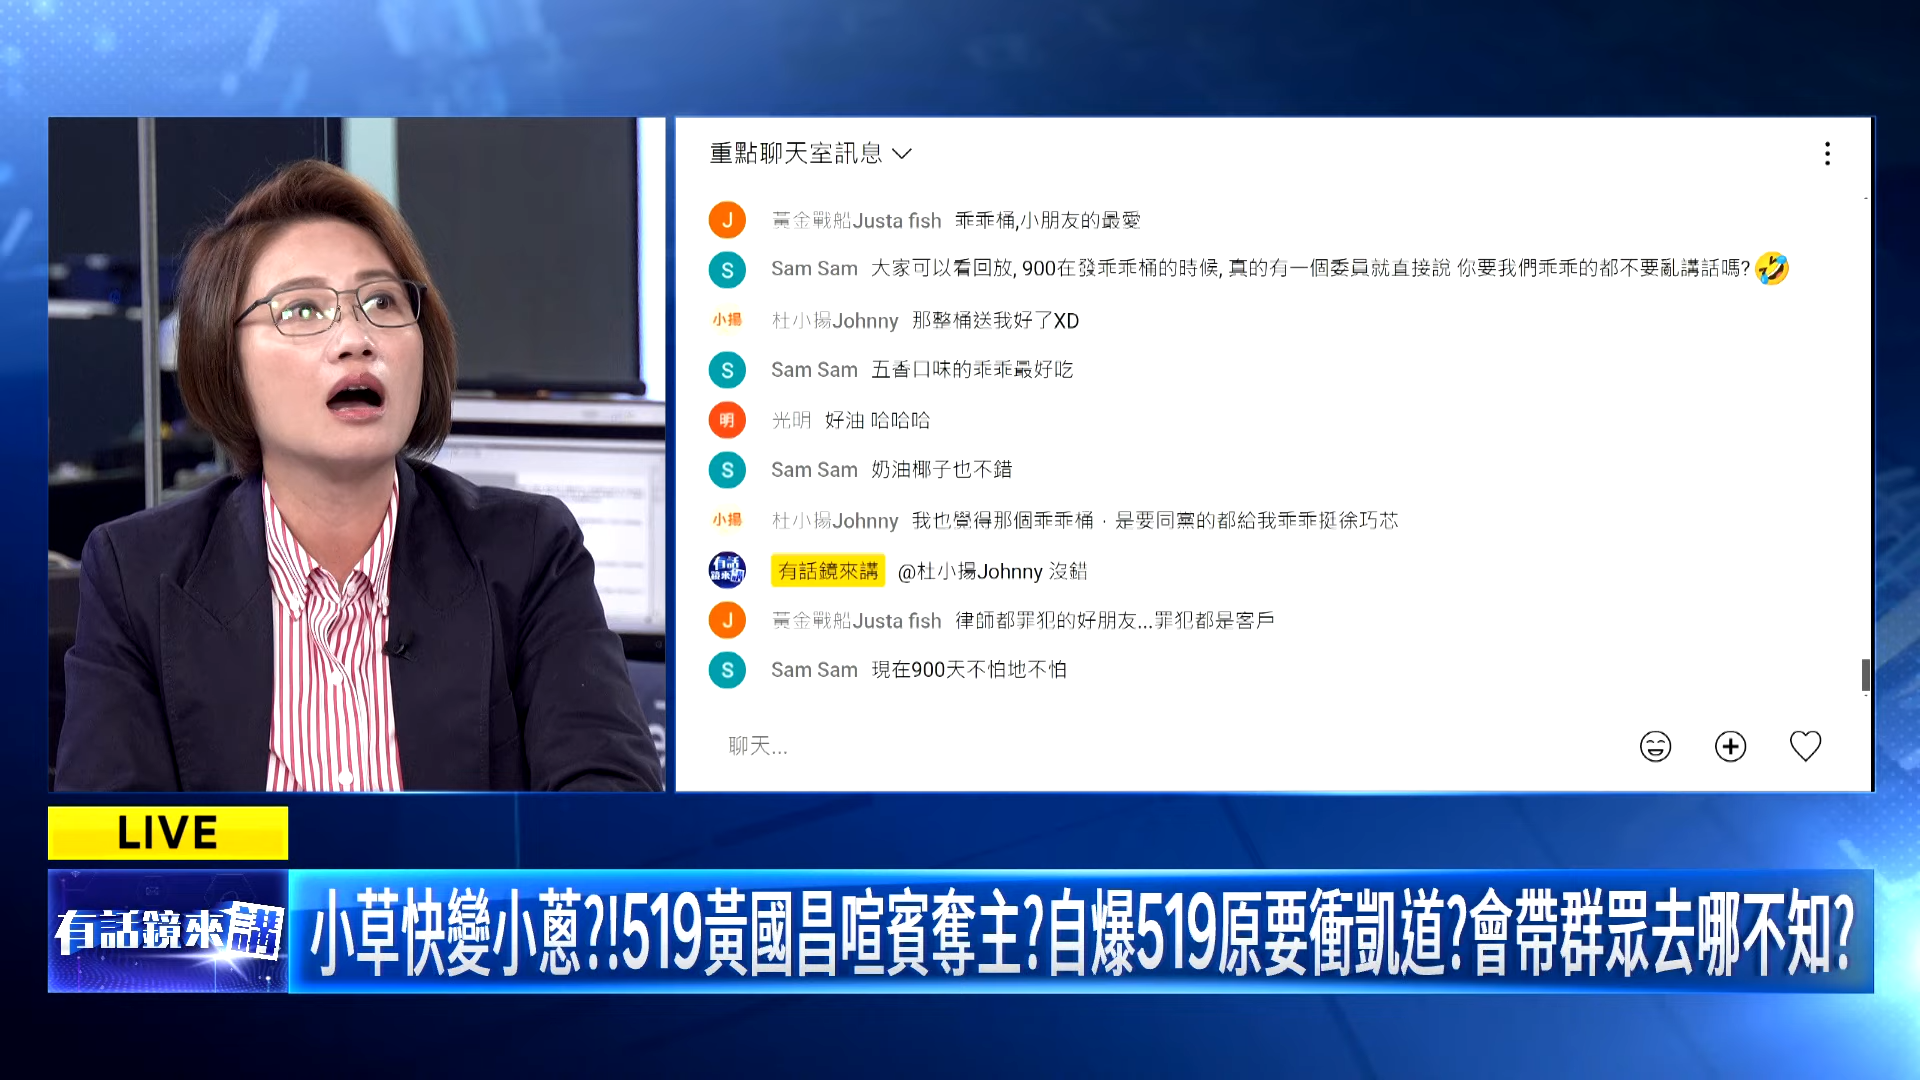 重點聊天室訊息
J 黃金戰船Justa fish 乖乖桶,小朋友的最愛
S Sam Sam 大家可以看回放, 900在發乖乖桶的時候, 真的有一個委員就直接說 你要我們乖乖的都不要亂講話嗎?🤣
小揚 杜小揚Johnny 那整桶送我好了XD
S Sam Sam 五香口味的乖乖最好吃
明 光明 好油 哈哈哈
S Sam Sam 奶油椰子也不錯
小揚 杜小揚Johnny 我也覺得那個乖乖桶，是要同黨的都給我乖乖挺徐巧芯
有話鏡來講 有話鏡來講 @杜小揚Johnny 沒錯
J 黃金戰船Justa fish 律師都罪犯的好朋友...罪犯都是客戶
S Sam Sam 現在900天不怕地不怕
聊天...
LIVE
有話鏡來講
小草快變小蔥?!519黃國昌喧賓奪主?自爆519原要衝凱道?會帶群眾去哪不知?